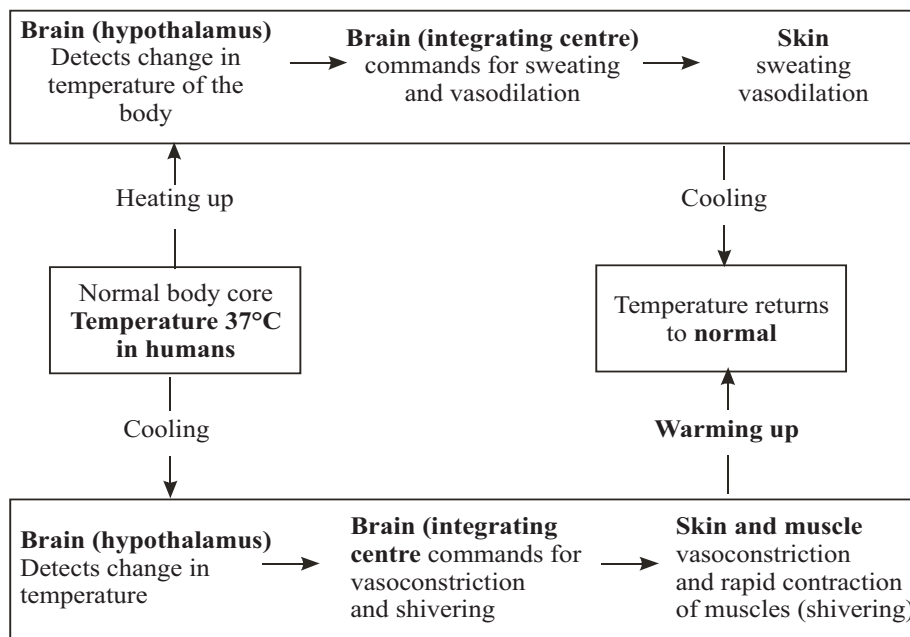 Brain (hypothalamus)
Detects change in
temperature of the
body
Brain (integrating centre)
commands for sweating
and vasodilation
Skin
sweating
vasodilation
Heating up
Cooling
Normal body core
Temperature 37°C
in humans
Temperature returns
to normal
Cooling
Warming up
Brain (hypothalamus)
Detects change in
temperature
Brain (integrating
centre commands for
vasoconstriction
and shivering
Skin and muscle
vasoconstriction
and rapid contraction
of muscles (shivering)